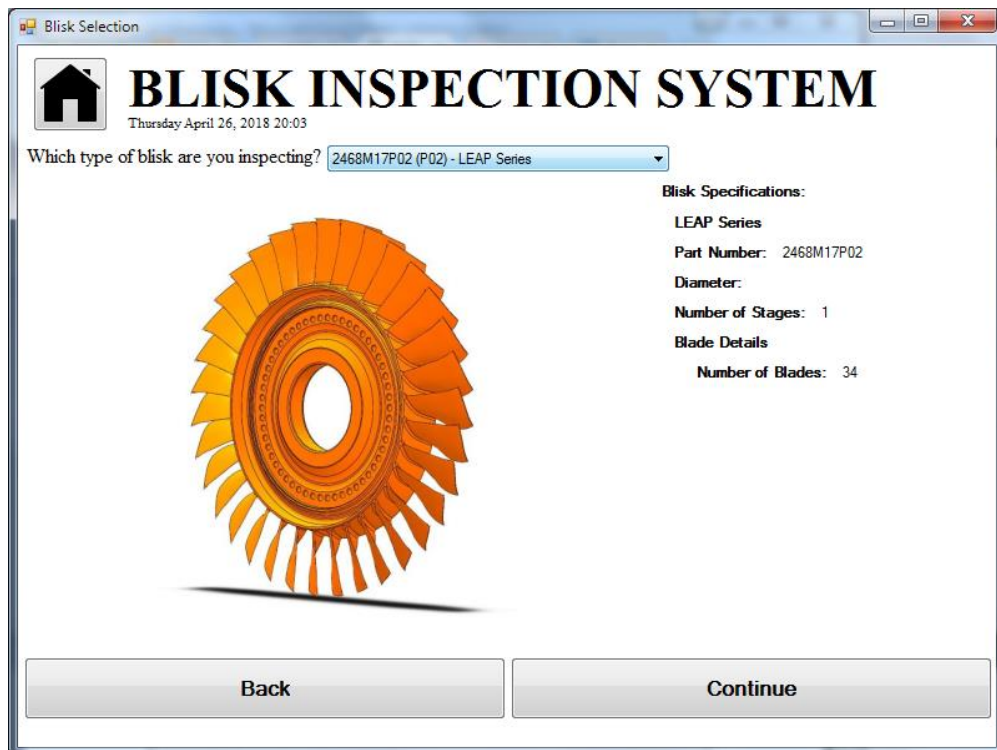 Blisk Selection
BLISK INSPECTION SYSTEM
Thursday April 26, 2018 20:03
Which type of blisk are you inspecting? 2468M17P02 (P02) - LEAP Series
Blisk Specifications:
LEAP Series
Part Number: 2468M17P02
Diameter:
Number of Stages: 1
Blade Details
Number of Blades: 34
Back Continue